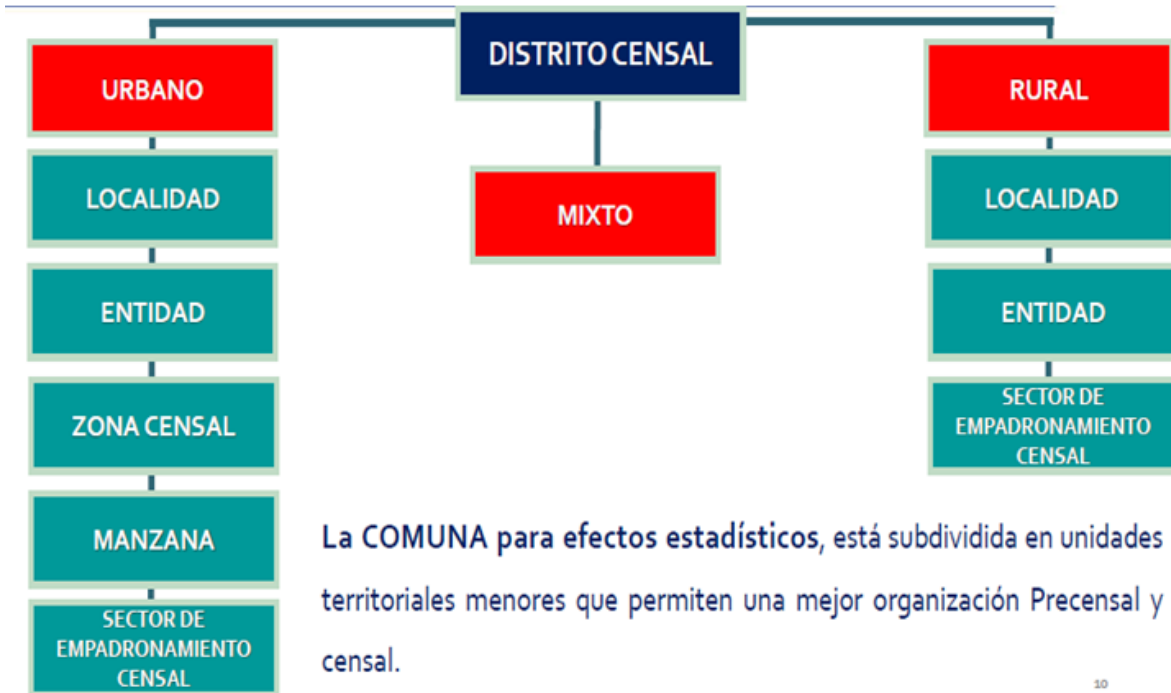 DISTRITO CENSAL
URBANO
LOCALIDAD
ENTIDAD
ZONA CENSAL
MANZANA
SECTOR DE
EMPADRONAMIENTO
CENSAL
MIXTO
RURAL
LOCALIDAD
ENTIDAD
SECTOR DE
EMPADRONAMIENTO
CENSAL
La COMUNA para efectos estadísticos, está subdividida en unidades
territoriales menores que permiten una mejor organización Precensal y
censal.
10